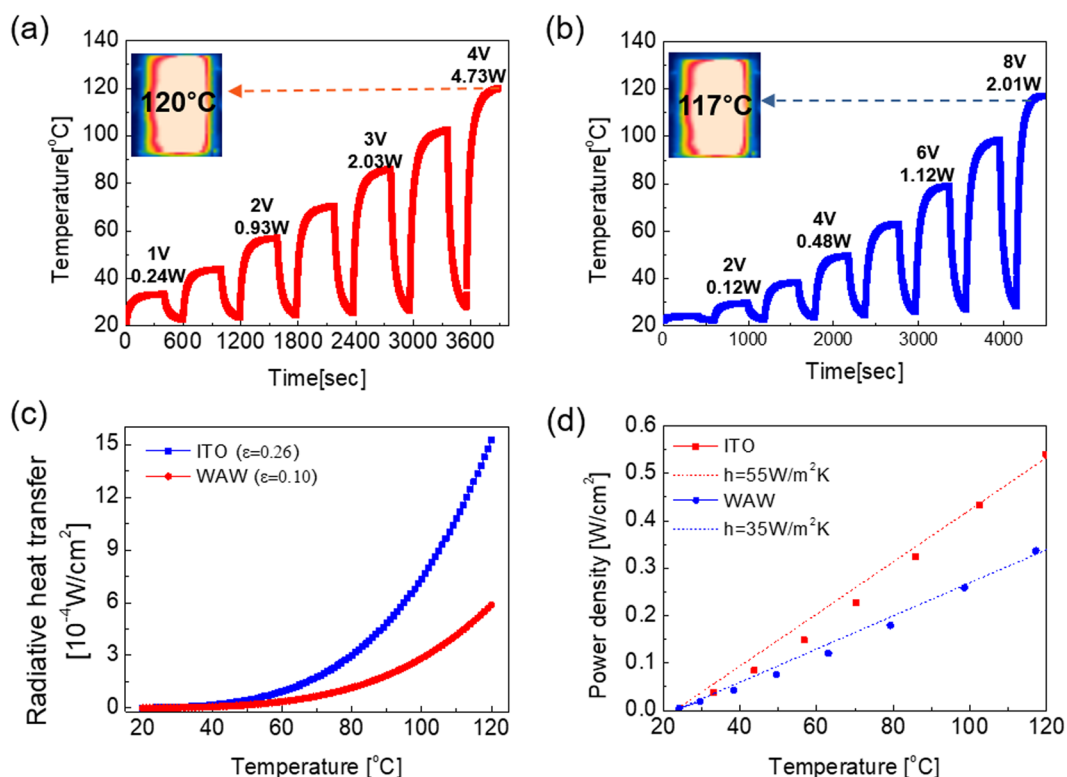 (a)
140
120
100
80
60
40
20
Temperature[°C]
120°C
4V
4.73W
3V
2.03W
2V
0.93W
1V
0.24W
0 600 1200 1800 2400 3000 3600
Time[sec]
(b)
140
120
100
80
60
40
20
Temperature[°C]
117°C
8V
2.01W
6V
1.12W
4V
0.48W
2V
0.12W
0 1000 2000 3000 4000
Time[sec]
(c)
15
12
9
6
3
0
Radiative heat transfer
[10⁻⁴W/cm²]
ITO (ε=0.26)
WAW (ε=0.10)
20 40 60 80 100 120
Temperature [°C]
(d)
0.6
0.5
0.4
0.3
0.2
0.1
0.0
Power density [W/cm²]
ITO
h=55W/m²K
WAW
h=35W/m²K
20 40 60 80 100 120
Temperature [°C]